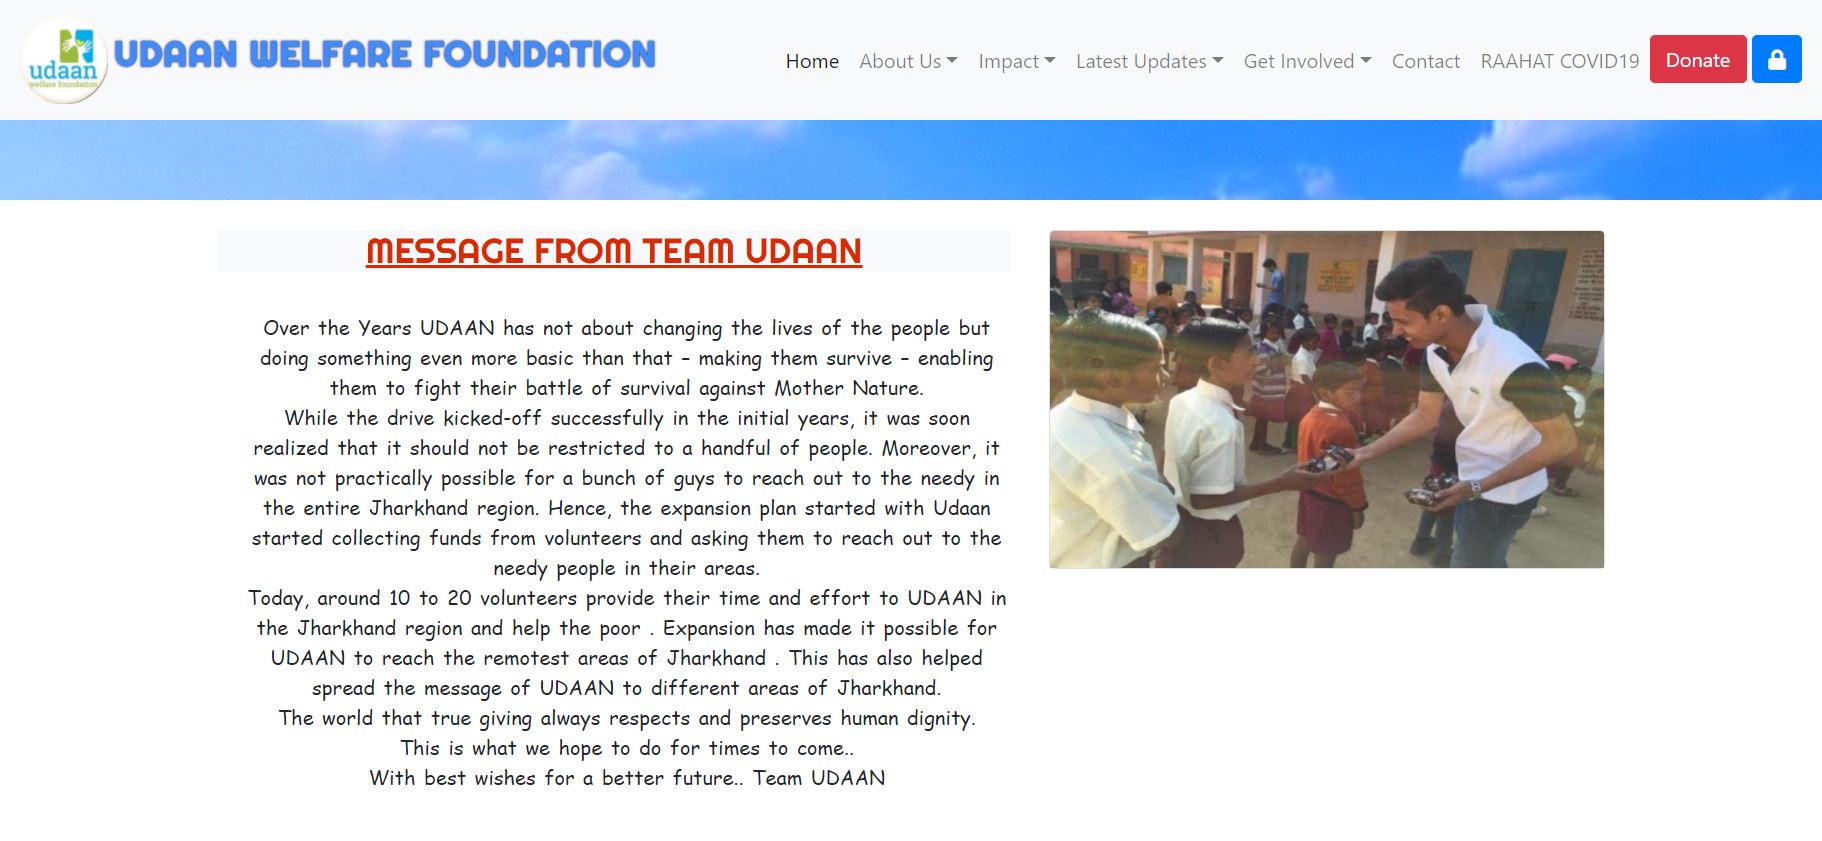 udaan
welfare foundation
UDAAN WELFARE FOUNDATION
Home
About Us
Impact
Latest Updates
Get Involved
Contact
RAAHAT COVID19
Donate
MESSAGE FROM TEAM UDAAN
Over the Years UDAAN has not about changing the lives of the people but
doing something even more basic than that – making them survive – enabling
them to fight their battle of survival against Mother Nature.
While the drive kicked-off successfully in the initial years, it was soon
realized that it should not be restricted to a handful of people. Moreover, it
was not practically possible for a bunch of guys to reach out to the needy in
the entire Jharkhand region. Hence, the expansion plan started with Udaan
started collecting funds from volunteers and asking them to reach out to the
needy people in their areas.
Today, around 10 to 20 volunteers provide their time and effort to UDAAN in
the Jharkhand region and help the poor . Expansion has made it possible for
UDAAN to reach the remotest areas of Jharkhand . This has also helped
spread the message of UDAAN to different areas of Jharkhand.
The world that true giving always respects and preserves human dignity.
This is what we hope to do for times to come..
With best wishes for a better future.. Team UDAAN